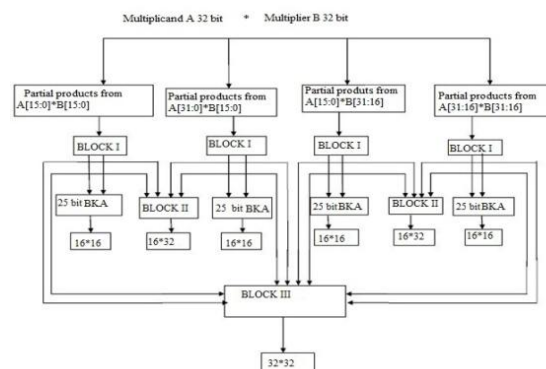 Multiplicand A 32 bit * Multiplier B 32 bit
Partial products from
A[15:0]*B[15:0]
Partial products from
A[31:0]*B[15:0]
Partial produts from
A[15:0]*B[31:16]
Partial products from
A[31:16]*B[31:16]
BLOCK I
BLOCK I
BLOCK I
BLOCK I
25 bit BKA
BLOCK II
25 bit BKA
25 bit BKA
BLOCK II
25 bit BKA
16*16
16*32
16*16
16*16
16*32
16*16
BLOCK III
32*32